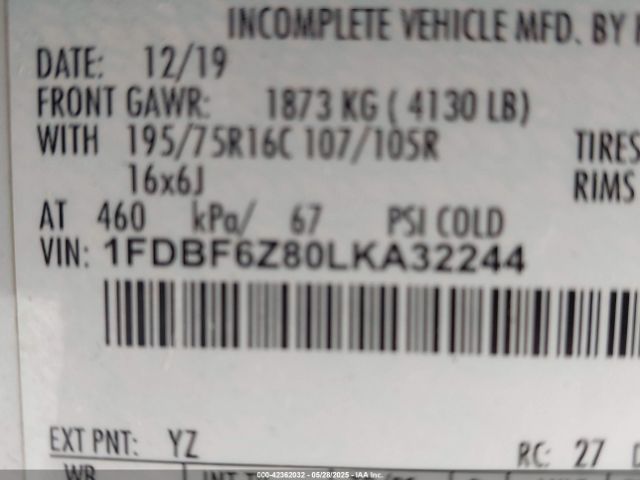 INCOMPLETE VEHICLE MFD. BY
DATE: 12/19
FRONT GAWR: 1873 KG ( 4130 LB)
WITH 195/75R16C 107/105R TIRES
16x6J RIMS
AT 460 kPa/ 67 PSI COLD
VIN: 1FDBF6Z80LKA32244
EXT PNT: YZ RC: 27
WB
000-42362032 - 05/28/2025 - IAA, Inc.